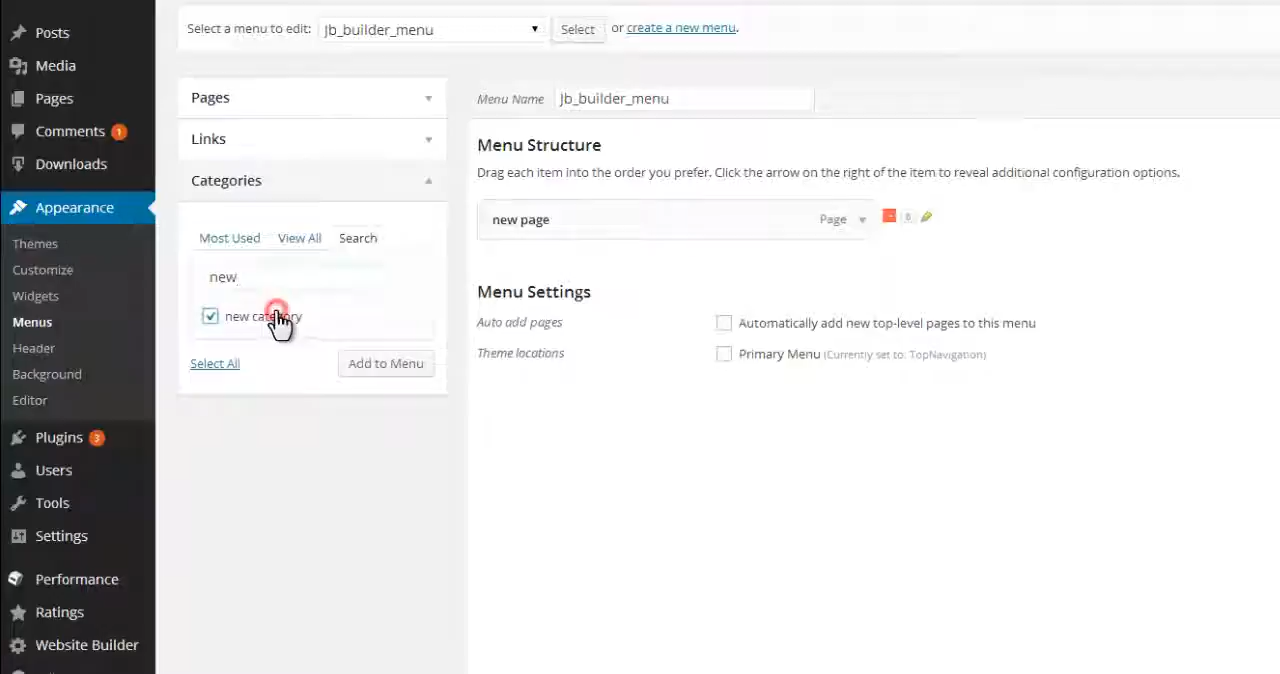 Select a menu to edit: Jb_builder_menu Select or create a new menu.
Posts
Media
Pages
Comments 1
Downloads
Appearance
Themes
Customize
Widgets
Menus
Header
Background
Editor
Plugins 3
Users
Tools
Settings
Performance
Ratings
Website Builder
Pages
Links
Categories
Most Used View All Search
new
new category
Select All Add to Menu
Menu Name Jb_builder_menu
Menu Structure
Drag each item into the order you prefer. Click the arrow on the right of the item to reveal additional configuration options.
new page Page
Menu Settings
Auto add pages Automatically add new top-level pages to this menu
Theme locations Primary Menu (Currently set to: TopNavigation)